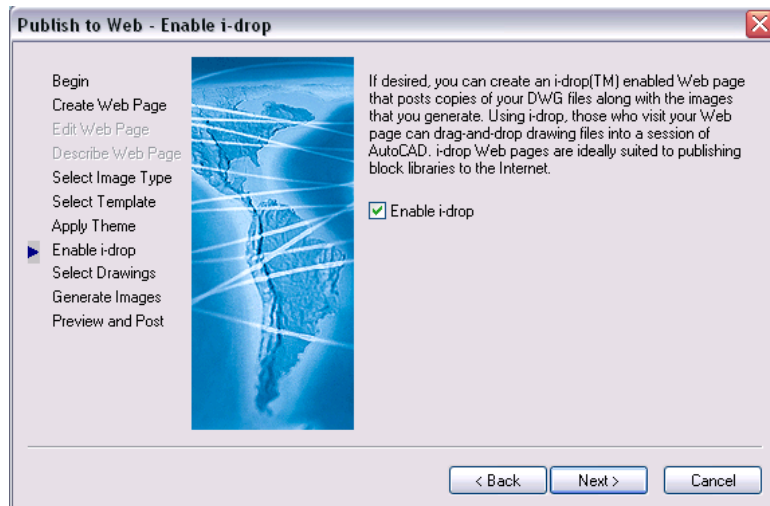 Publish to Web - Enable i-drop
Begin
Create Web Page
Edit Web Page
Describe Web Page
Select Image Type
Select Template
Apply Theme
Enable i-drop
Select Drawings
Generate Images
Preview and Post
If desired, you can create an i-drop(TM) enabled Web page
that posts copies of your DWG files along with the images
that you generate. Using i-drop, those who visit your Web
page can drag-and-drop drawing files into a session of
AutoCAD. i-drop Web pages are ideally suited to publishing
block libraries to the Internet.
Enable i-drop
< Back
Next >
Cancel